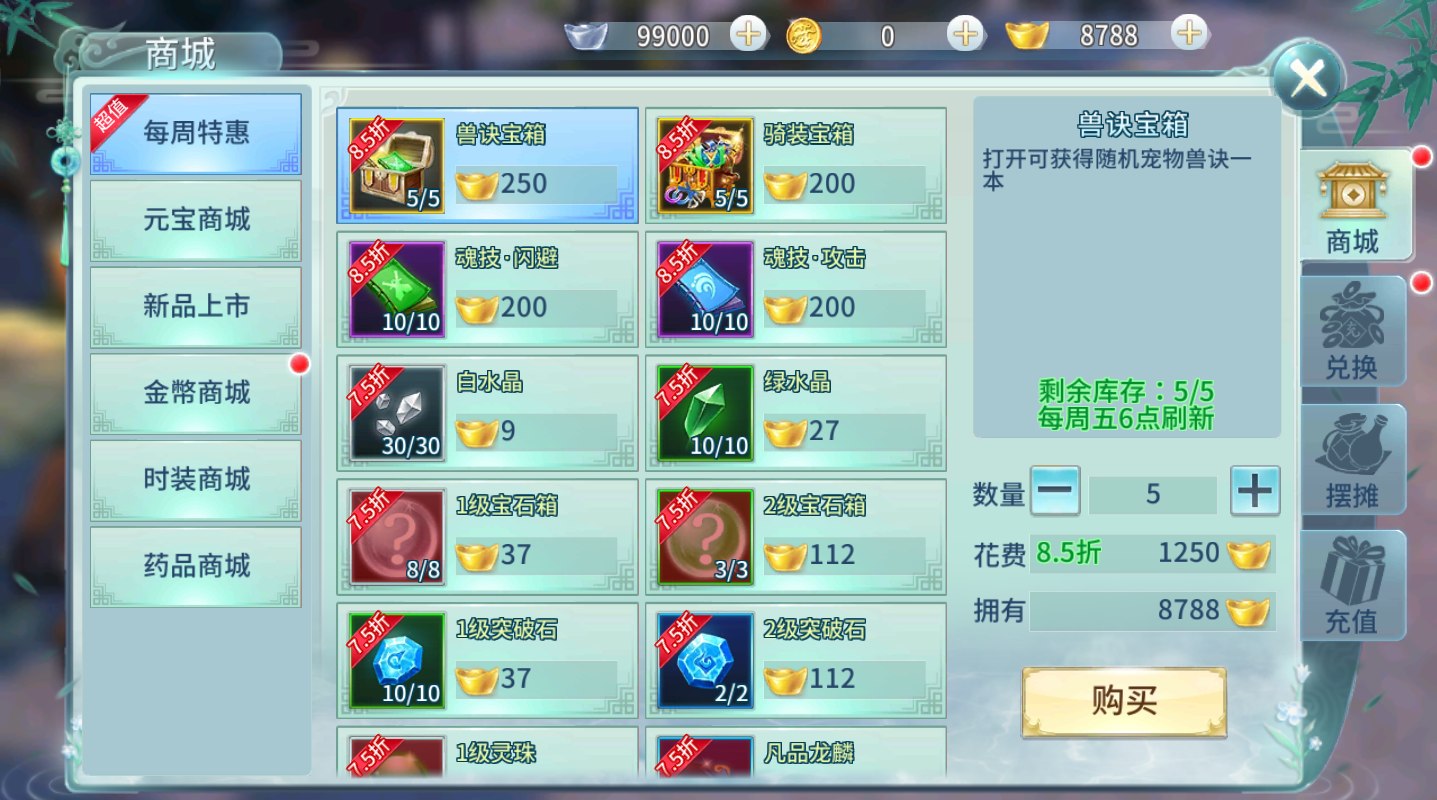 商城
99000
0
8788
超值
每周特惠
元宝商城
新品上市
金幣商城
时装商城
药品商城
8.5折
5/5
兽诀宝箱
250
8.5折
5/5
骑装宝箱
200
8.5折
10/10
魂技·闪避
200
8.5折
10/10
魂技·攻击
200
7.5折
30/30
白水晶
9
7.5折
10/10
绿水晶
27
7.5折
8/8
1级宝石箱
37
7.5折
3/3
2级宝石箱
112
7.5折
10/10
1级突破石
37
7.5折
2/2
2级突破石
112
7.5折
1级灵珠
7.5折
凡品龙麟
兽诀宝箱
打开可获得随机宠物兽诀一
本
剩余库存：5/5
每周五6点刷新
数量
5
花费
8.5折
1250
拥有
8788
购买
商城
兑换
摆摊
充值